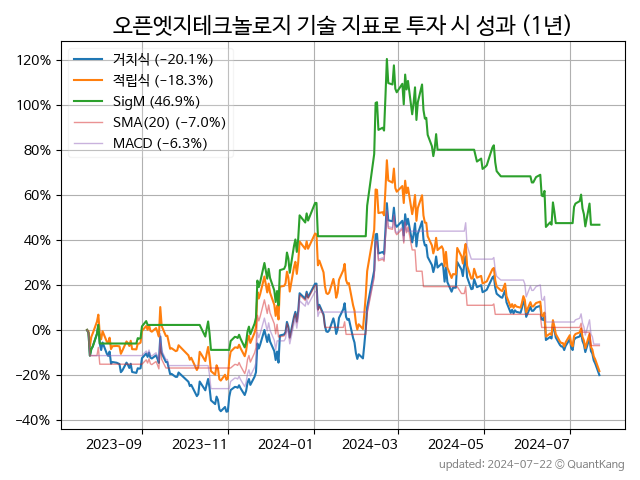 오픈엣지테크놀로지 기술 지표로 투자 시 성과 (1년)
120%
100%
80%
60%
40%
20%
0%
−20%
−40%
거치식 (−20.1%)
적립식 (−18.3%)
SigM (46.9%)
SMA(20) (−7.0%)
MACD (−6.3%)
2023-09
2023-11
2024-01
2024-03
2024-05
2024-07
updated: 2024-07-22 © QuantKang